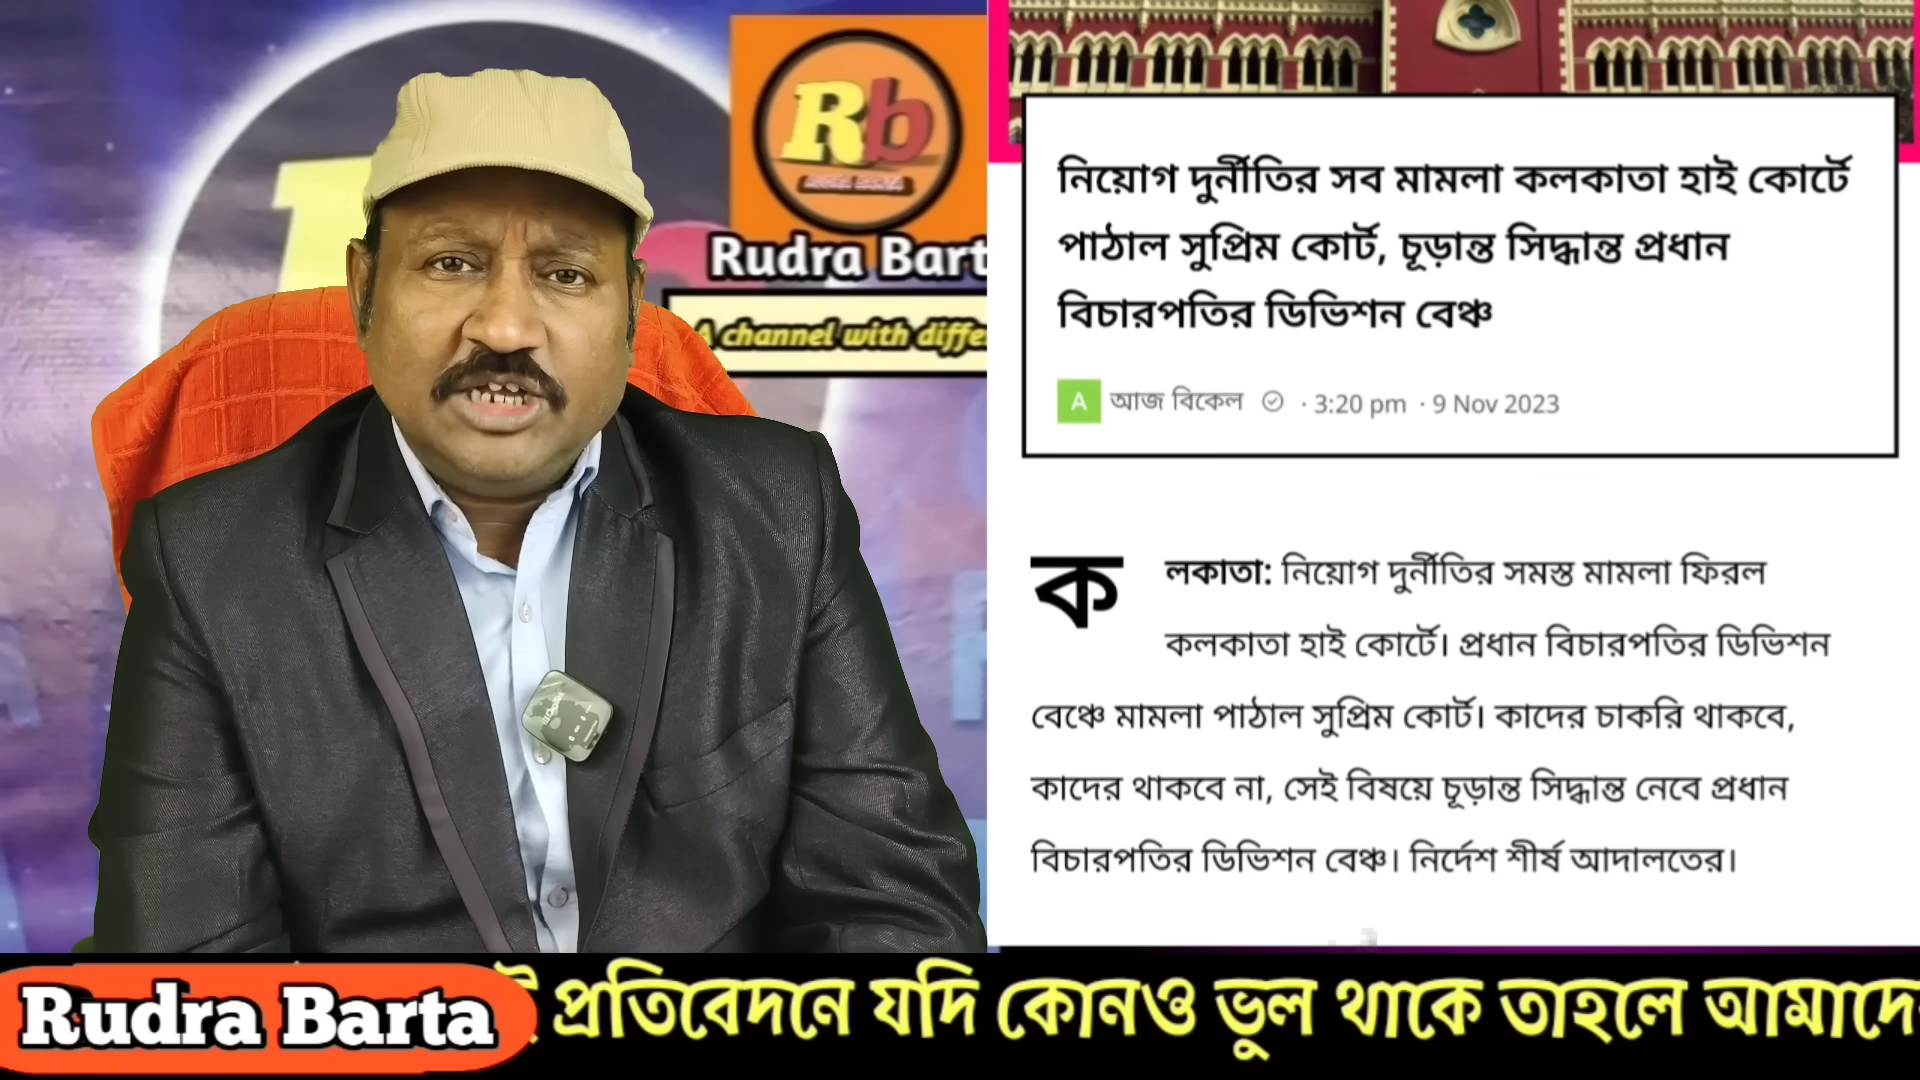 Rb
Rudra Bart
A channel with diffe
নিয়োগ দুর্নীতির সব মামলা কলকাতা হাই কোর্টে
পাঠাল সুপ্রিম কোর্ট, চূড়ান্ত সিদ্ধান্ত প্রধান
বিচারপতির ডিভিশন বেঞ্চ
A আজ বিকেল · 3:20 pm · 9 Nov 2023
কলকাতা: নিয়োগ দুর্নীতির সমস্ত মামলা ফিরল
কলকাতা হাই কোর্টে। প্রধান বিচারপতির ডিভিশন
বেঞ্চে মামলা পাঠাল সুপ্রিম কোর্ট। কাদের চাকরি থাকবে,
কাদের থাকবে না, সেই বিষয়ে চূড়ান্ত সিদ্ধান্ত নেবে প্রধান
বিচারপতির ডিভিশন বেঞ্চ। নির্দেশ শীর্ষ আদালতের।
Rudra Barta
প্রতিবেদনে যদি কোনও ভুল থাকে তাহলে আমাদে